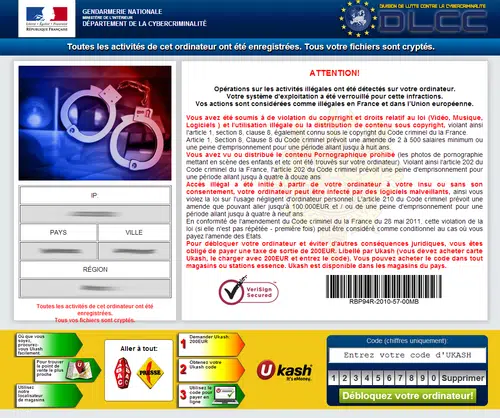 GENDARMERIE NATIONALE
MINISTÈRE DE L'INTÉRIEUR
DÉPARTEMENT DE LA CYBERCRIMINALITÉ
RÉPUBLIQUE FRANÇAISE
DIVISION DE LUTTE CONTRE LA CYBERCRIMINALITE
DLCC
Toutes les activités de cet ordinateur ont été enregistrées. Tous votre fichiers sont cryptés.
IP
PAYS
VILLE
RÉGION
Toutes les activités de cet ordinateur ont été
enregistrées.
Tous vos fichiers sont cryptés.
ATTENTION!
Opérations sur les activités illégales ont été détectés sur votre ordinateur.
Votre système d'exploitation a été verrouillé pour cette infractions.
Vos actions sont considérées comme illégales en France et dans l'Union européenne.
Vous avez été soumis à de violation du copyright et droits relatif au loi (Vidéo, Musique,
Logiciels ) et l'utilisation illégale ou la distribution de contenu sous copyright, violant ainsi
l'article 1, section 8, clause 8, également connu sous le copyright du Code criminel du la France.
Article 1, Section 8, Clause 8 du Code criminel prévoit une amende de 2 à 500 salaires minimum ou
une peine d'emprisonnement pour une période allant jusqu'à huit ans.
Vous avez vu ou distribué le contenu Pornographique prohibé (les photos de pornographie
mettant en scène des enfants et etc ont été trouvés sur votre ordinateur) Violant ainsi l'article 202
du Code criminel du la France, l'article 202 du Code criminel prévoit une peine d'emprisonnement
pour une période allant jusqu'à quatre à douze ans
Accès illégal a été initié à partir de votre ordinateur à votre insu ou sans son
consentement, votre ordinateur peut être infecté par des logiciels malveillants, ainsi vous
violez la loi sur l'usage négligent d'ordinateur personnel. L'article 210 du Code criminel prévoit une
amende que pouvant aller jusqu'à 100 000EUR et / ou de une peine d'emprisonnement pour une
période allant jusqu'à quatre à neuf ans.
En conformité de l'amendement du Code criminel du la France du 28 mai 2011, cette violation de la
loi (si elle n'est pas répétée - première fois) peut être considéré comme conditionnel au cas où vous
payez l'amende des Etats.
Pour débloquer votre ordinateur et éviter d'autres conséquences juridiques, vous êtes
obligé de payer une taxe de sortie de 200EUR. Libellé par Ukash (vous devez acheter carte
Ukash, le charger avec 200EUR et entrez le code). Vous pouvez acheter le code dans tout
magasins ou stations essence. Ukash est disponible dans les magasins du pays.
VeriSign
Secured
RBP94R-2010-57-00MB
Où que vous
soyez,
procurez-
vous Ukash
facilement.
Pour trouver le
point de vente
le plus proche
Utilisez
notre
localisateur de
magasins
Aller à tout:
TABAC
PRESSE
1 Demander Ukash
200EUR
2 Obtenez votre
Ukash code
3 Utilisez le code
pour payer en
ligne
Ukash
It's eMoney.
Code (chiffres uniquement):
Entrez votre code d'UKASH
1 2 3 4 5 6 7 8 9 0 Supprimer
Débloquez votre ordinateur!